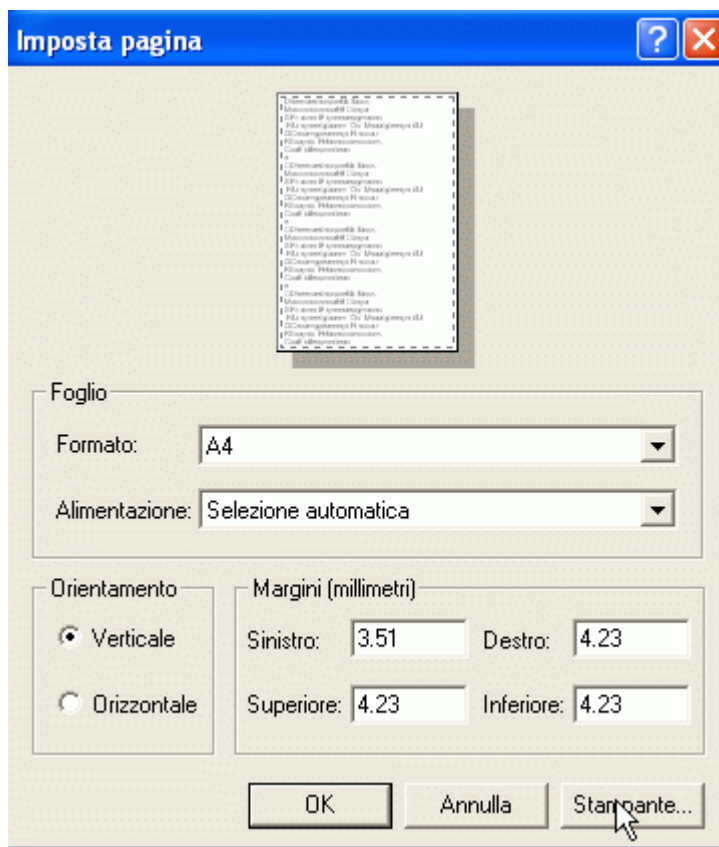 Imposta pagina
Foglio
Formato: A4
Alimentazione: Selezione automatica
Orientamento
Verticale
Orizzontale
Margini (millimetri)
Sinistro: 3.51 Destro: 4.23
Superiore: 4.23 Inferiore: 4.23
OK Annulla Stampante...